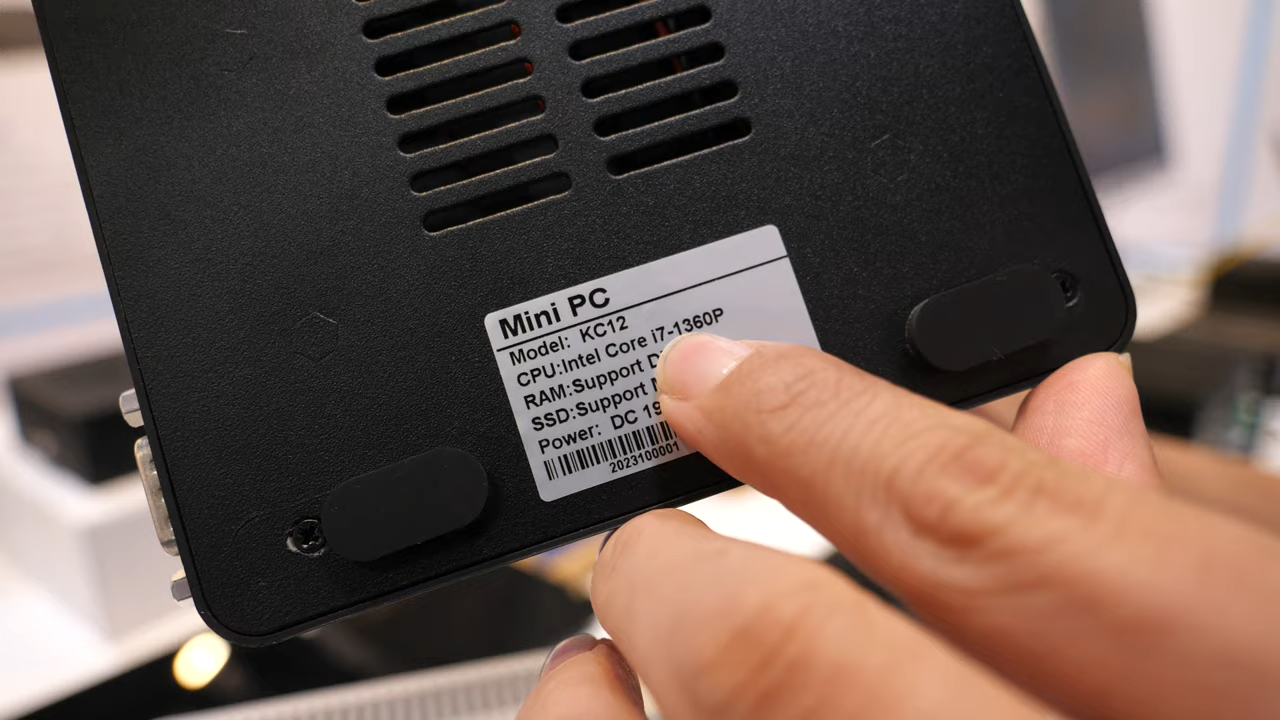 Mini PC
Model: KC12
CPU:Intel Core i7-1360P
RAM:Support
SSD:Support
Power: DC 19
2023100001